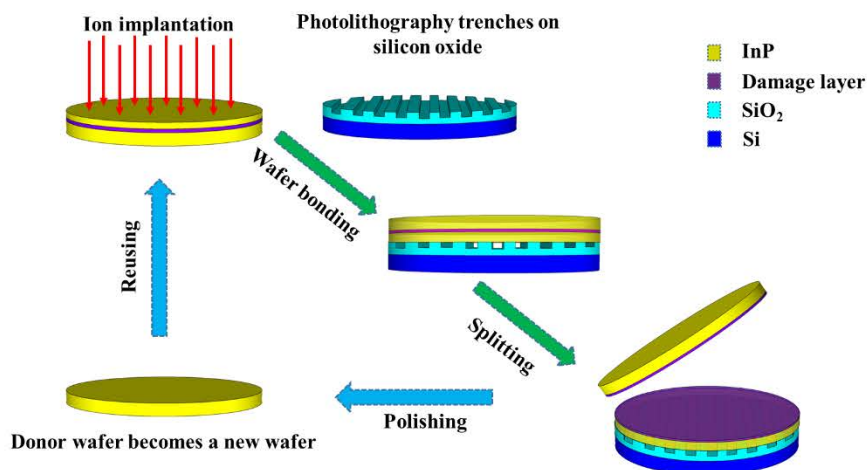 Ion implantation
Photolithography trenches on
silicon oxide
InP
Damage layer
SiO₂
Si
Wafer bonding
Splitting
Polishing
Reusing
Donor wafer becomes a new wafer